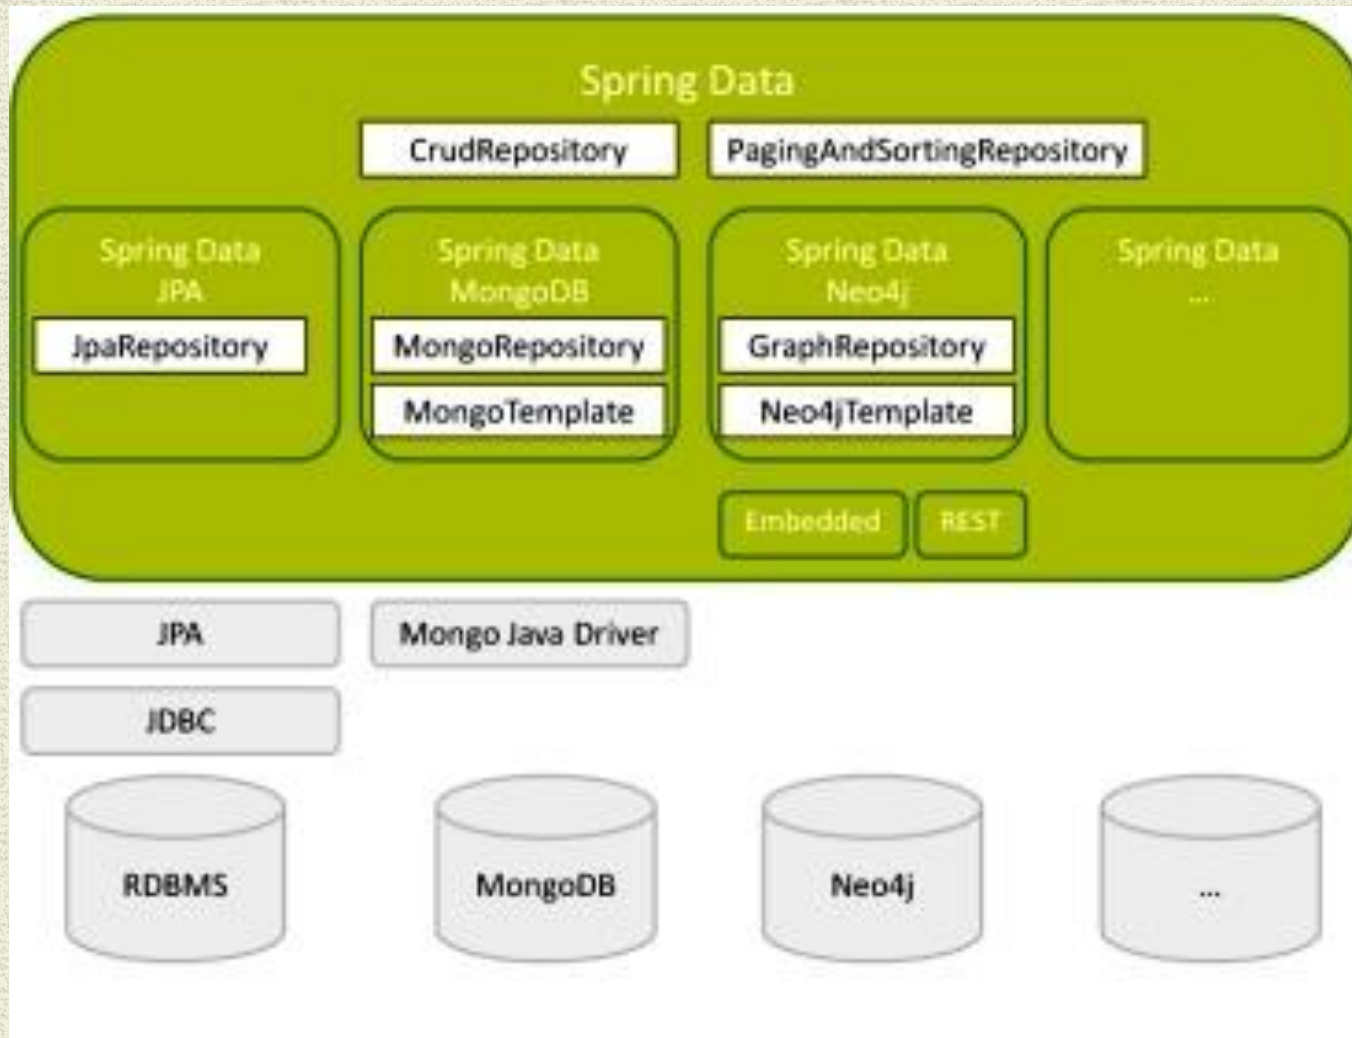 Spring Data
CrudRepository
PagingAndSortingRepository
Spring Data
JPA
JpaRepository
Spring Data
MongoDB
MongoRepository
MongoTemplate
Spring Data
Neo4j
GraphRepository
Neo4jTemplate
Spring Data
...
Embedded
REST
JPA
Mongo Java Driver
JDBC
RDBMS
MongoDB
Neo4j
...